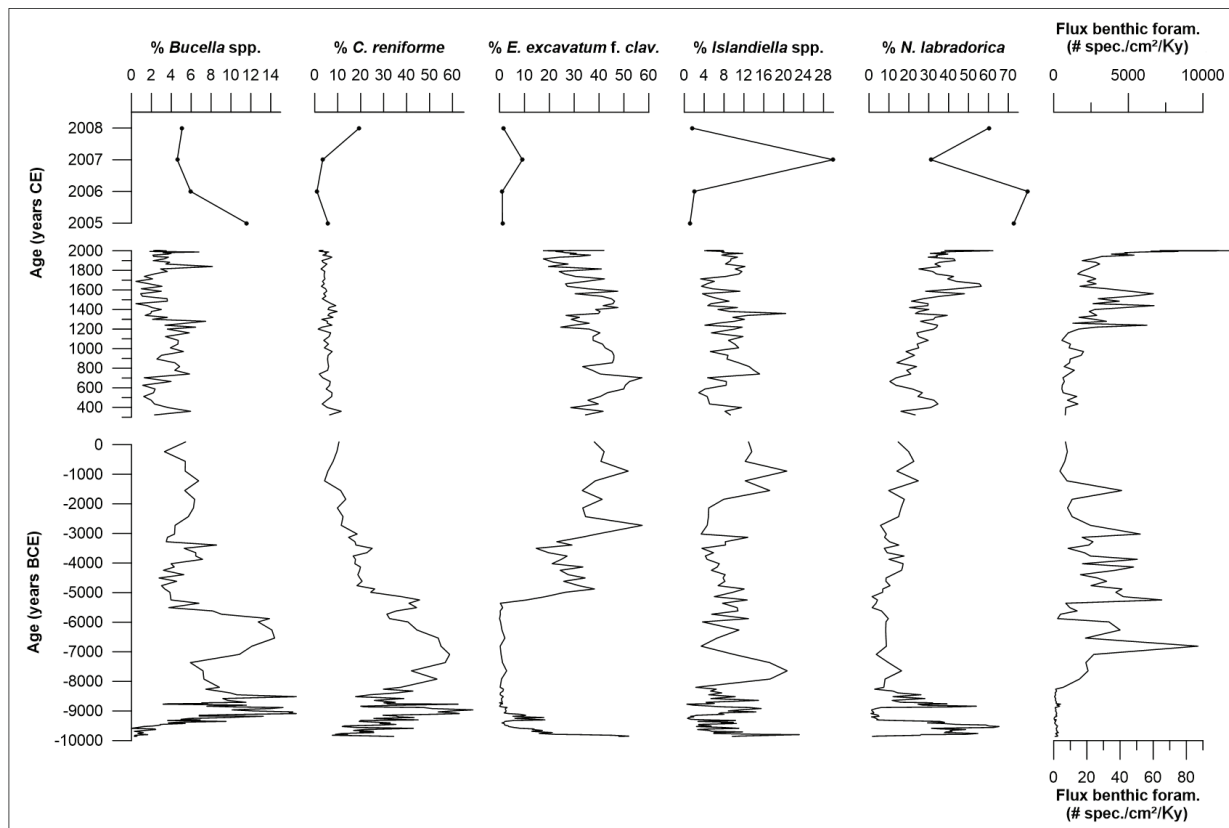 Flux benthic foram.
(# spec./cm²/Ky)
% Bucella spp.
% C. reniforme
% E. excavatum f. clav.
% Islandiella spp.
% N. labradorica
0 2 4 6 8 10 12 14
0 10 20 30 40 50 60
0 10 20 30 40 50 60
0 4 8 12 16 20 24 28
0 10 20 30 40 50 60 70
0 5000 10000
Age (years CE)
2008
2007
2006
2005
2000
1800
1600
1400
1200
1000
800
600
400
Age (years BCE)
0
-1000
-2000
-3000
-4000
-5000
-6000
-7000
-8000
-9000
-10000
0 20 40 60 80
Flux benthic foram.
(# spec./cm²/Ky)